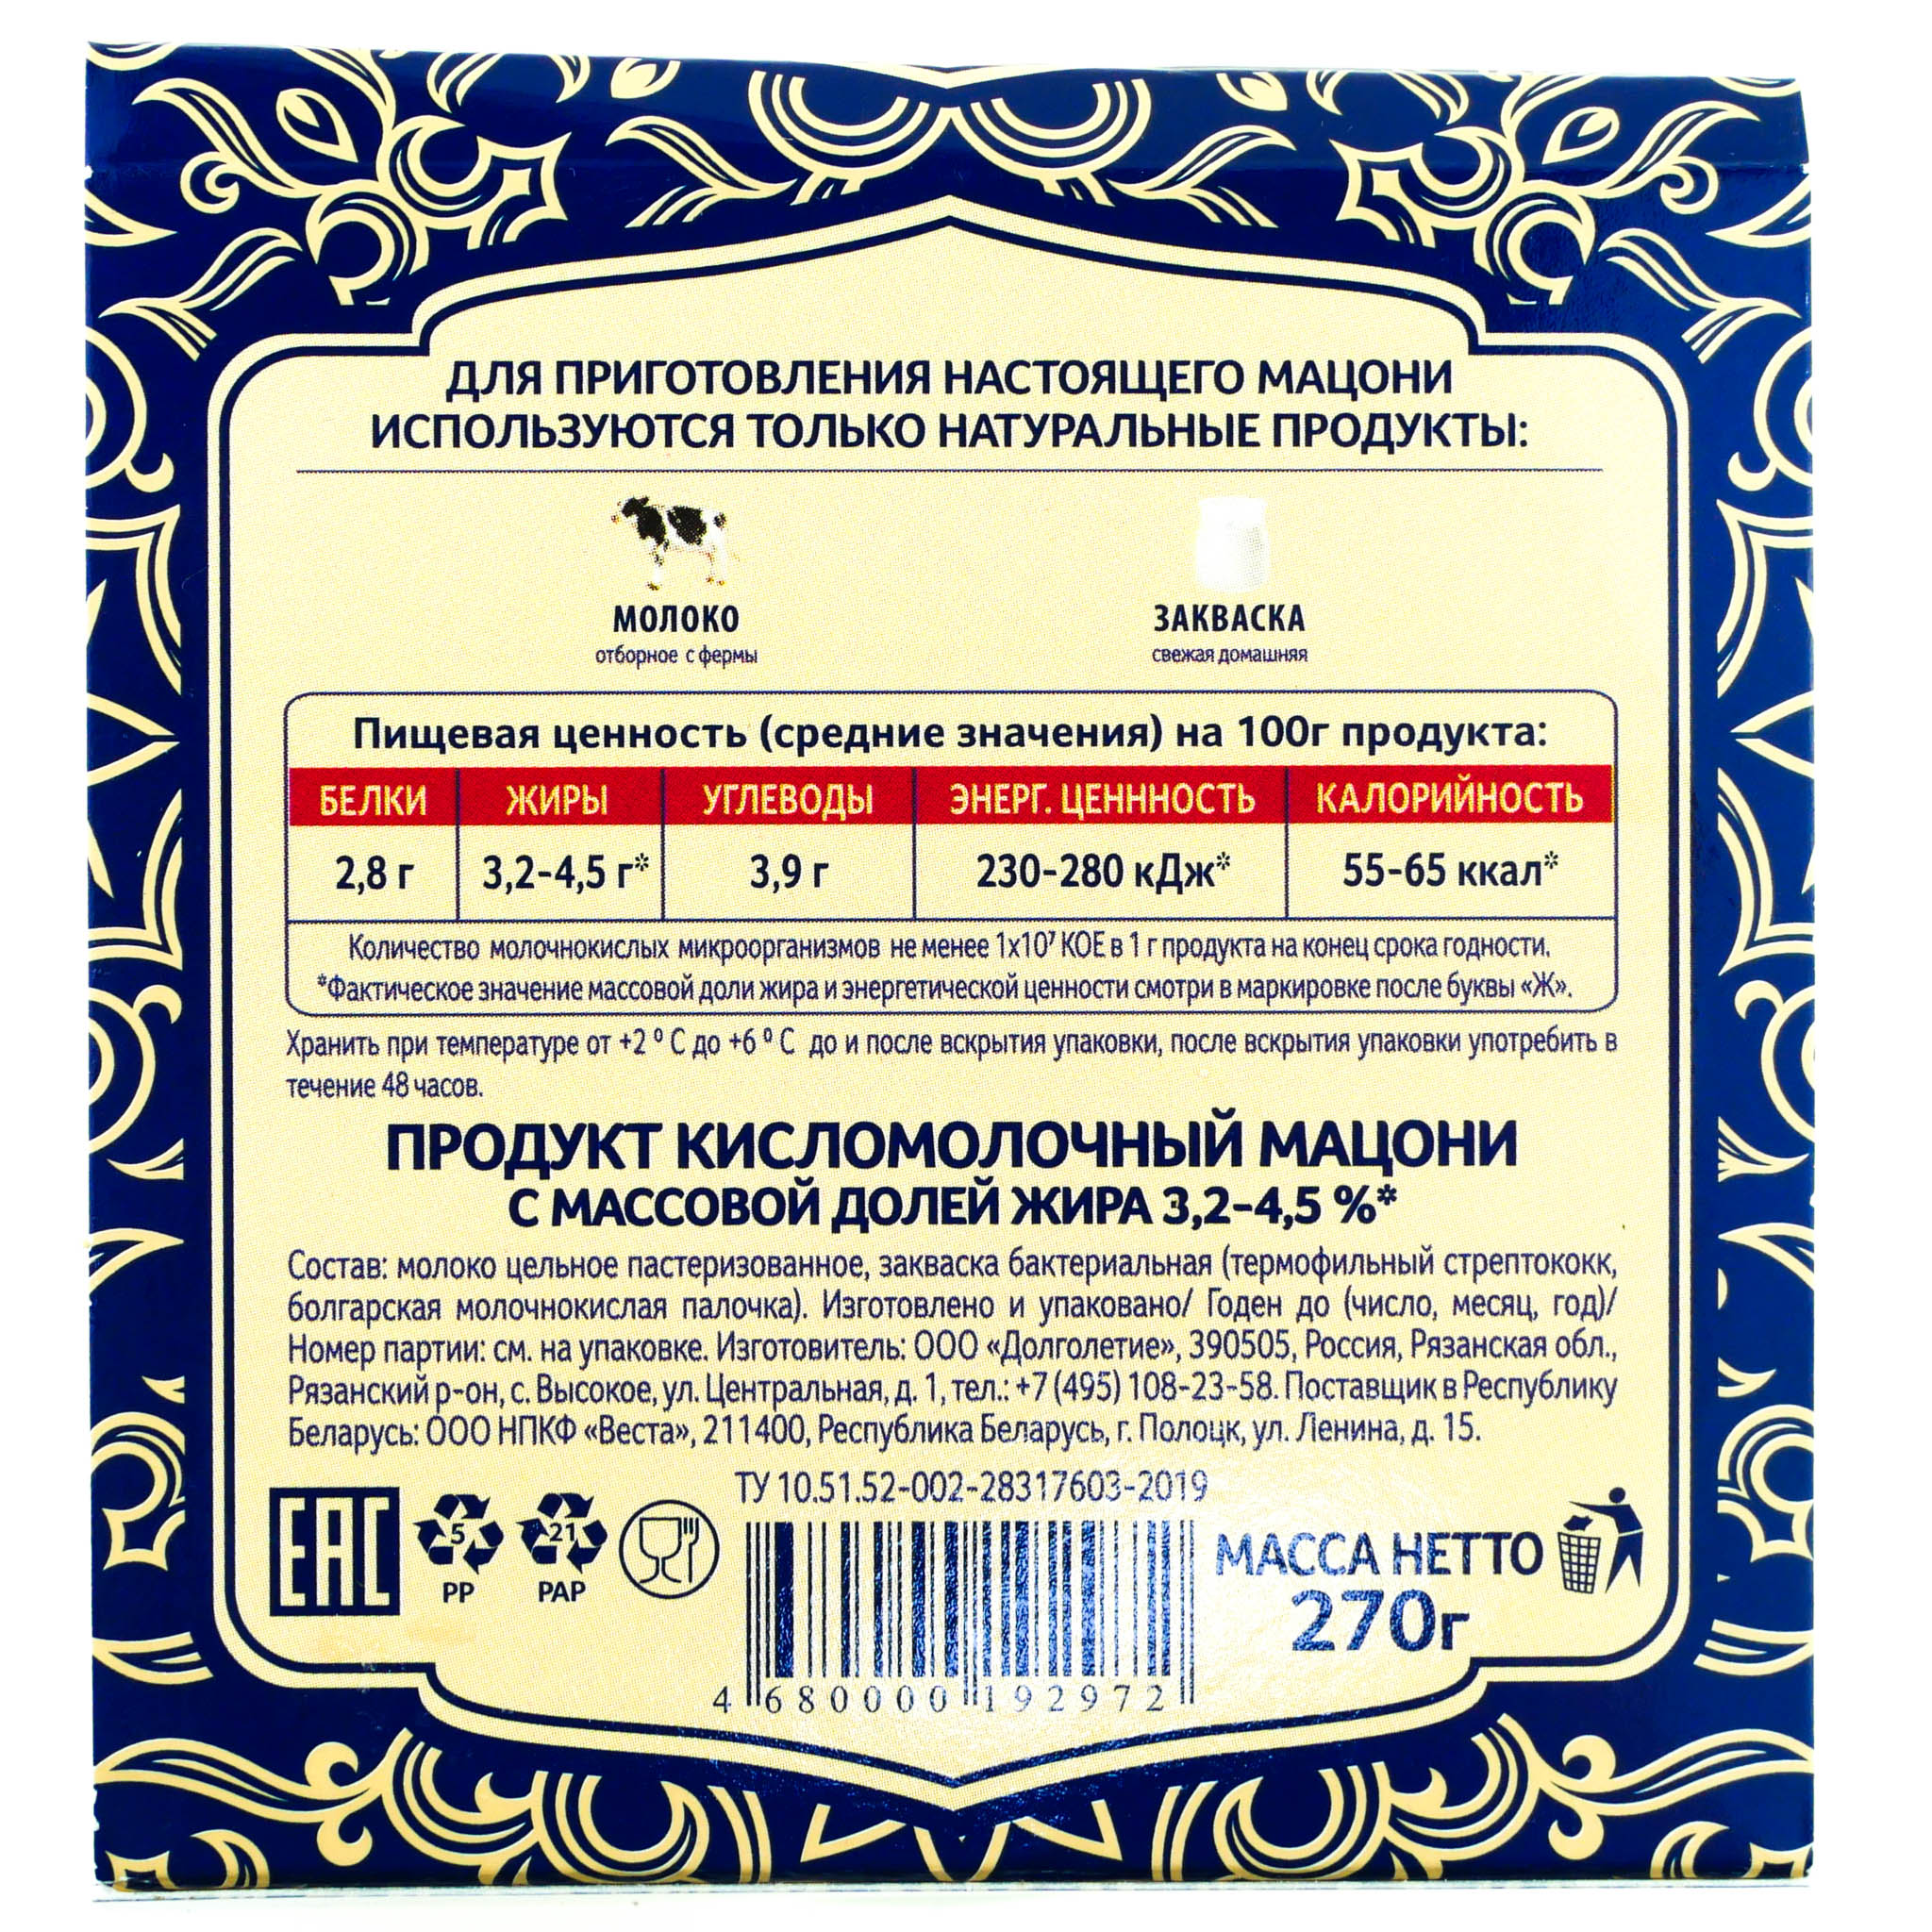 ДЛЯ ПРИГОТОВЛЕНИЯ НАСТОЯЩЕГО МАЦОНИ
ИСПОЛЬЗУЮТСЯ ТОЛЬКО НАТУРАЛЬНЫЕ ПРОДУКТЫ:
МОЛОКО
отборное с фермы
ЗАКВАСКА
свежая домашняя
Пищевая ценность (средние значения) на 100г продукта:
БЕЛКИ ЖИРЫ УГЛЕВОДЫ ЭНЕРГ. ЦЕНННОСТЬ КАЛОРИЙНОСТЬ
2,8 г 3,2-4,5 г* 3,9 г 230-280 кДж* 55-65 ккал*
Количество молочнокислых микроорганизмов не менее 1х10⁷ КОЕ в 1 г продукта на конец срока годности.
*Фактическое значение массовой доли жира и энергетической ценности смотри в маркировке после буквы «Ж».
Хранить при температуре от +2 ⁰ С до +6 ⁰ С до и после вскрытия упаковки, после вскрытия упаковки употребить в
течение 48 часов.
ПРОДУКТ КИСЛОМОЛОЧНЫЙ МАЦОНИ
С МАССОВОЙ ДОЛЕЙ ЖИРА 3,2-4,5 %*
Состав: молоко цельное пастеризованное, закваска бактериальная (термофильный стрептококк,
болгарская молочнокислая палочка). Изготовлено и упаковано/ Годен до (число, месяц, год)/
Номер партии: см. на упаковке. Изготовитель: ООО «Долголетие», 390505, Россия, Рязанская обл.,
Рязанский р-он, с. Высокое, ул. Центральная, д. 1, тел.: +7 (495) 108-23-58. Поставщик в Республику
Беларусь: ООО НПКФ «Веста», 211400, Республика Беларусь, г. Полоцк, ул. Ленина, д. 15.
ТУ 10.51.52-002-28317603-2019
EAC
5
PP
21
PAP
МАССА НЕТТО
270г
4 680000 192972